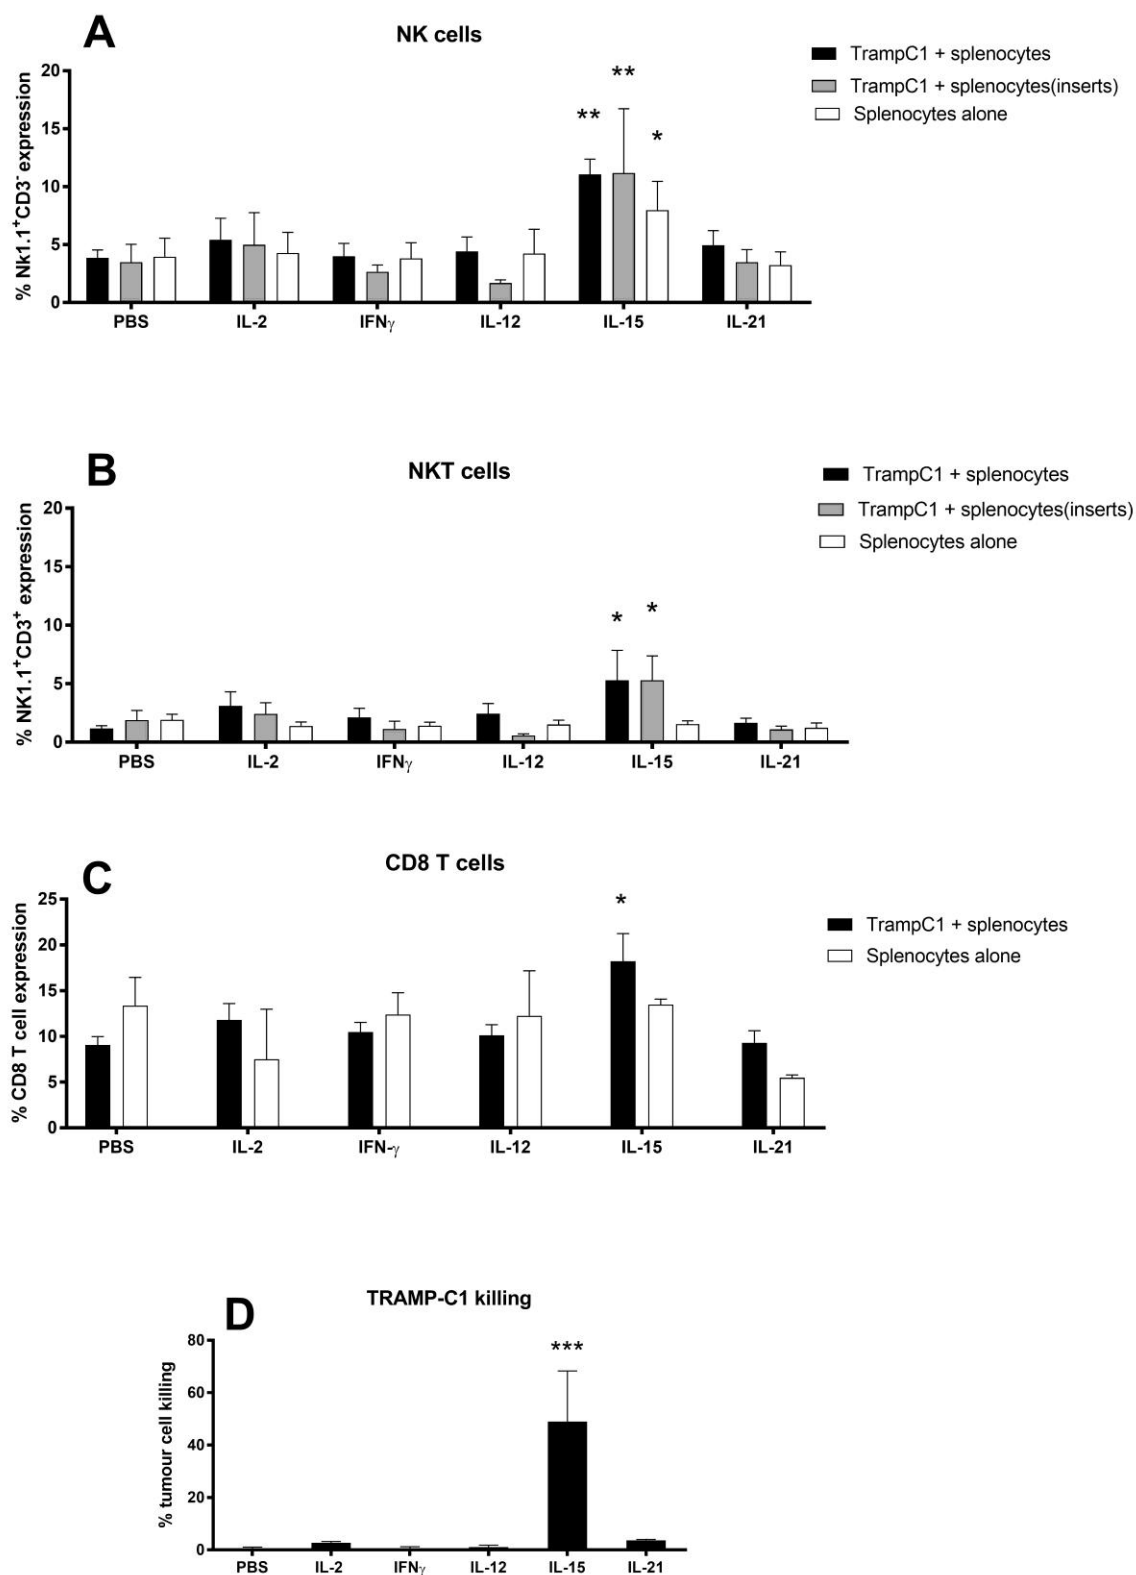 A
NK cells
TrampC1 + splenocytes
TrampC1 + splenocytes(inserts)
Splenocytes alone
% Nk1.1⁺CD3⁻ expression
20
15
10
5
0
** ** *
PBS IL-2 IFNγ IL-12 IL-15 IL-21
B
NKT cells
TrampC1 + splenocytes
TrampC1 + splenocytes(inserts)
Splenocytes alone
% NK1.1⁺CD3⁺ expression
20
15
10
5
0
* *
PBS IL-2 IFNγ IL-12 IL-15 IL-21
C
CD8 T cells
TrampC1 + splenocytes
Splenocytes alone
% CD8 T cell expression
25
20
15
10
5
0
*
PBS IL-2 IFN-γ IL-12 IL-15 IL-21
D
TRAMP-C1 killing
% tumour cell killing
80
60
40
20
0
***
PBS IL-2 IFNγ IL-12 IL-15 IL-21